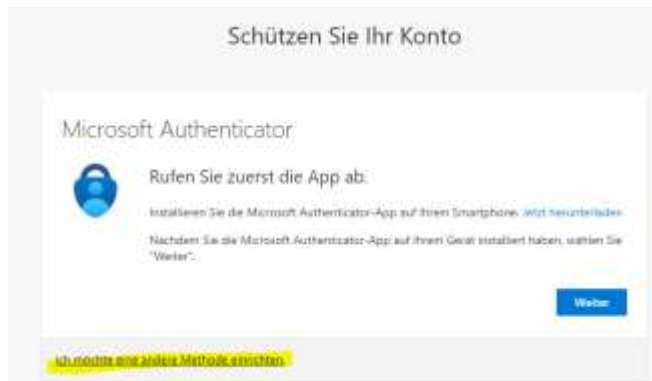 Schützen Sie Ihr Konto
Microsoft Authenticator
Rufen Sie zuerst die App ab.
Installieren Sie die Microsoft Authenticator-App auf Ihrem Smartphone. Jetzt herunterladen
Nachdem Sie die Microsoft Authenticator-App auf Ihrem Gerät installiert haben, wählen Sie
"Weiter".
Weiter
Ich möchte eine andere Methode einrichten.